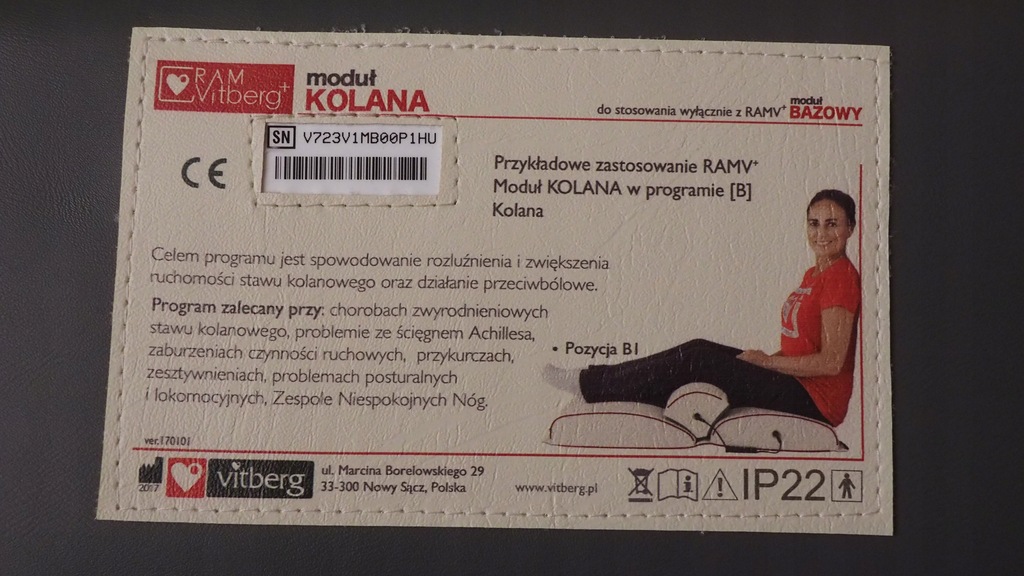 RAM
Vitberg+
moduł
KOLANA
do stosowania wyłącznie z RAMV+ moduł BAZOWY
SN V723V1MB00P1HU
CE
Przykładowe zastosowanie RAMV+
Moduł KOLANA w programie [B]
Kolana
Celem programu jest spowodowanie rozluźnienia i zwiększenia
ruchomości stawu kolanowego oraz działanie przeciwbólowe.
Program zalecany przy: chorobach zwyrodnieniowych
stawu kolanowego, problemie ze ścięgnem Achillesa,
zaburzeniach czynności ruchowych, przykurczach,
zesztywnieniach, problemach posturalnych
i lokomocyjnych, Zespole Niespokojnych Nóg.
• Pozycja B1
ver.170101
2017
vitberg
ul. Marcina Borelowskiego 29
33-300 Nowy Sącz, Polska
www.vitberg.pl
IP22